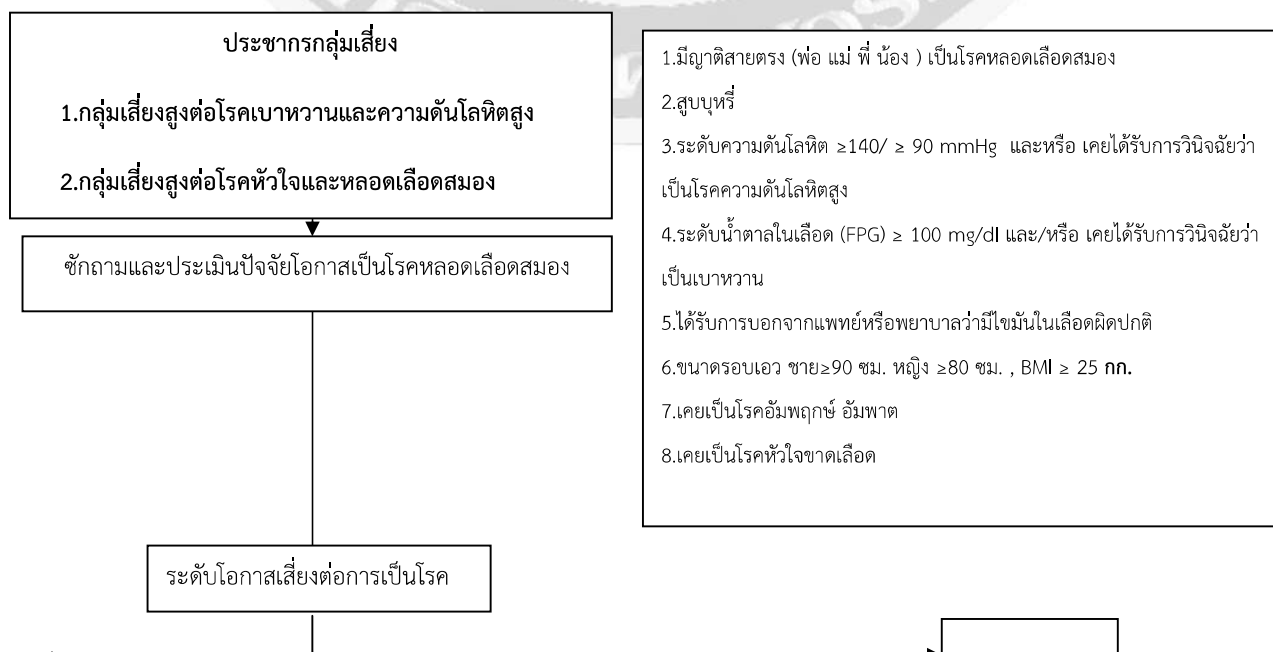 ประชากรกลุ่มเสี่ยง
1.กลุ่มเสี่ยงสูงต่อโรคเบาหวานและความดันโลหิตสูง
2.กลุ่มเสี่ยงสูงต่อโรคหัวใจและหลอดเลือดสมอง
ซักถามและประเมินปัจจัยโอกาสเป็นโรคหลอดเลือดสมอง
1.มีญาติสายตรง (พ่อ แม่ พี่ น้อง ) เป็นโรคหลอดเลือดสมอง
2.สูบบุหรี่
3.ระดับความดันโลหิต ≥140/ ≥ 90 mmHg และหรือ เคยได้รับการวินิจฉัยว่า
เป็นโรคความดันโลหิตสูง
4.ระดับน้ำตาลในเลือด (FPG) ≥ 100 mg/dl และ/หรือ เคยได้รับการวินิจฉัยว่า
เป็นเบาหวาน
5.ได้รับการบอกจากแพทย์หรือพยาบาลว่ามีไขมันในเลือดผิดปกติ
6.ขนาดรอบเอว ชาย≥90 ซม. หญิง ≥80 ซม. , BMI ≥ 25 กก.
7.เคยเป็นโรคอัมพฤกษ์ อัมพาต
8.เคยเป็นโรคหัวใจขาดเลือด
ระดับโอกาสเสี่ยงต่อการเป็นโรค